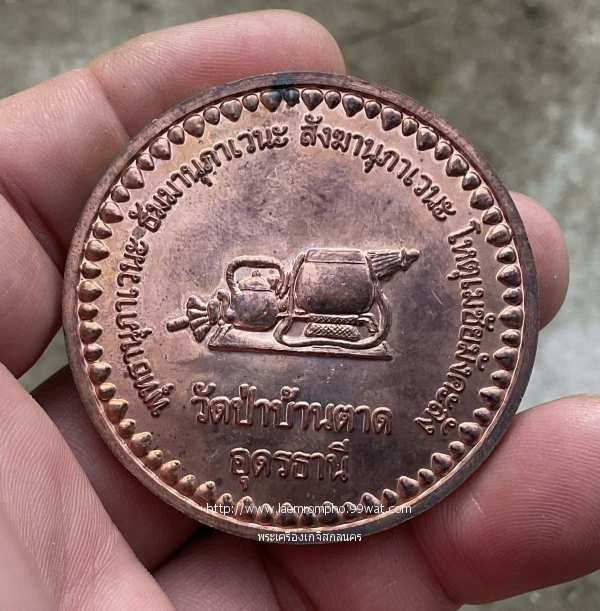 พุทธานุภาเวนะ ธัมมานุภาเวนะ สังฆานุภาเวนะ โหตุเมชัยมังคะลัง
วัดป่าบ้านตาด
อุดรธานี
http://www.laemrompho.99wat.com
พระเครื่องเกจิสกลนคร